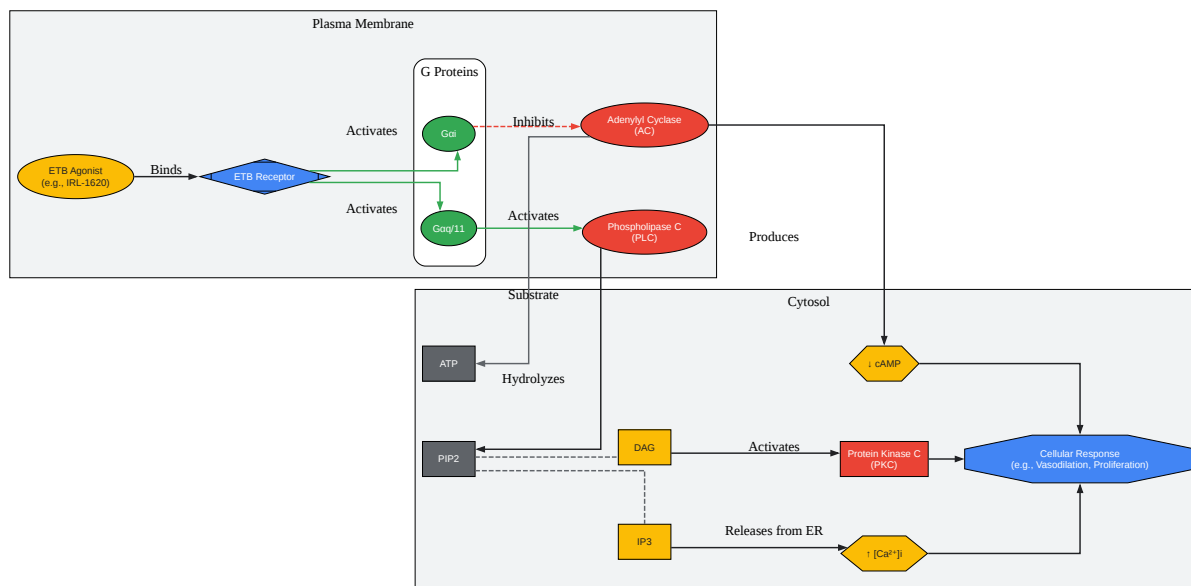 Plasma Membrane
G Proteins
Activates
Gαi
Inhibits
Adenylyl Cyclase
(AC)
ETB Agonist
(e.g., IRL-1620)
Binds
ETB Receptor
Activates
Gαq/11
Activates
Phospholipase C
(PLC)
Produces
Substrate
Cytosol
ATP
Hydrolyzes
↓ cAMP
PIP2
DAG
Activates
Protein Kinase C
(PKC)
Cellular Response
(e.g., Vasodilation, Proliferation)
IP3
Releases from ER
↑ [Ca²⁺]i